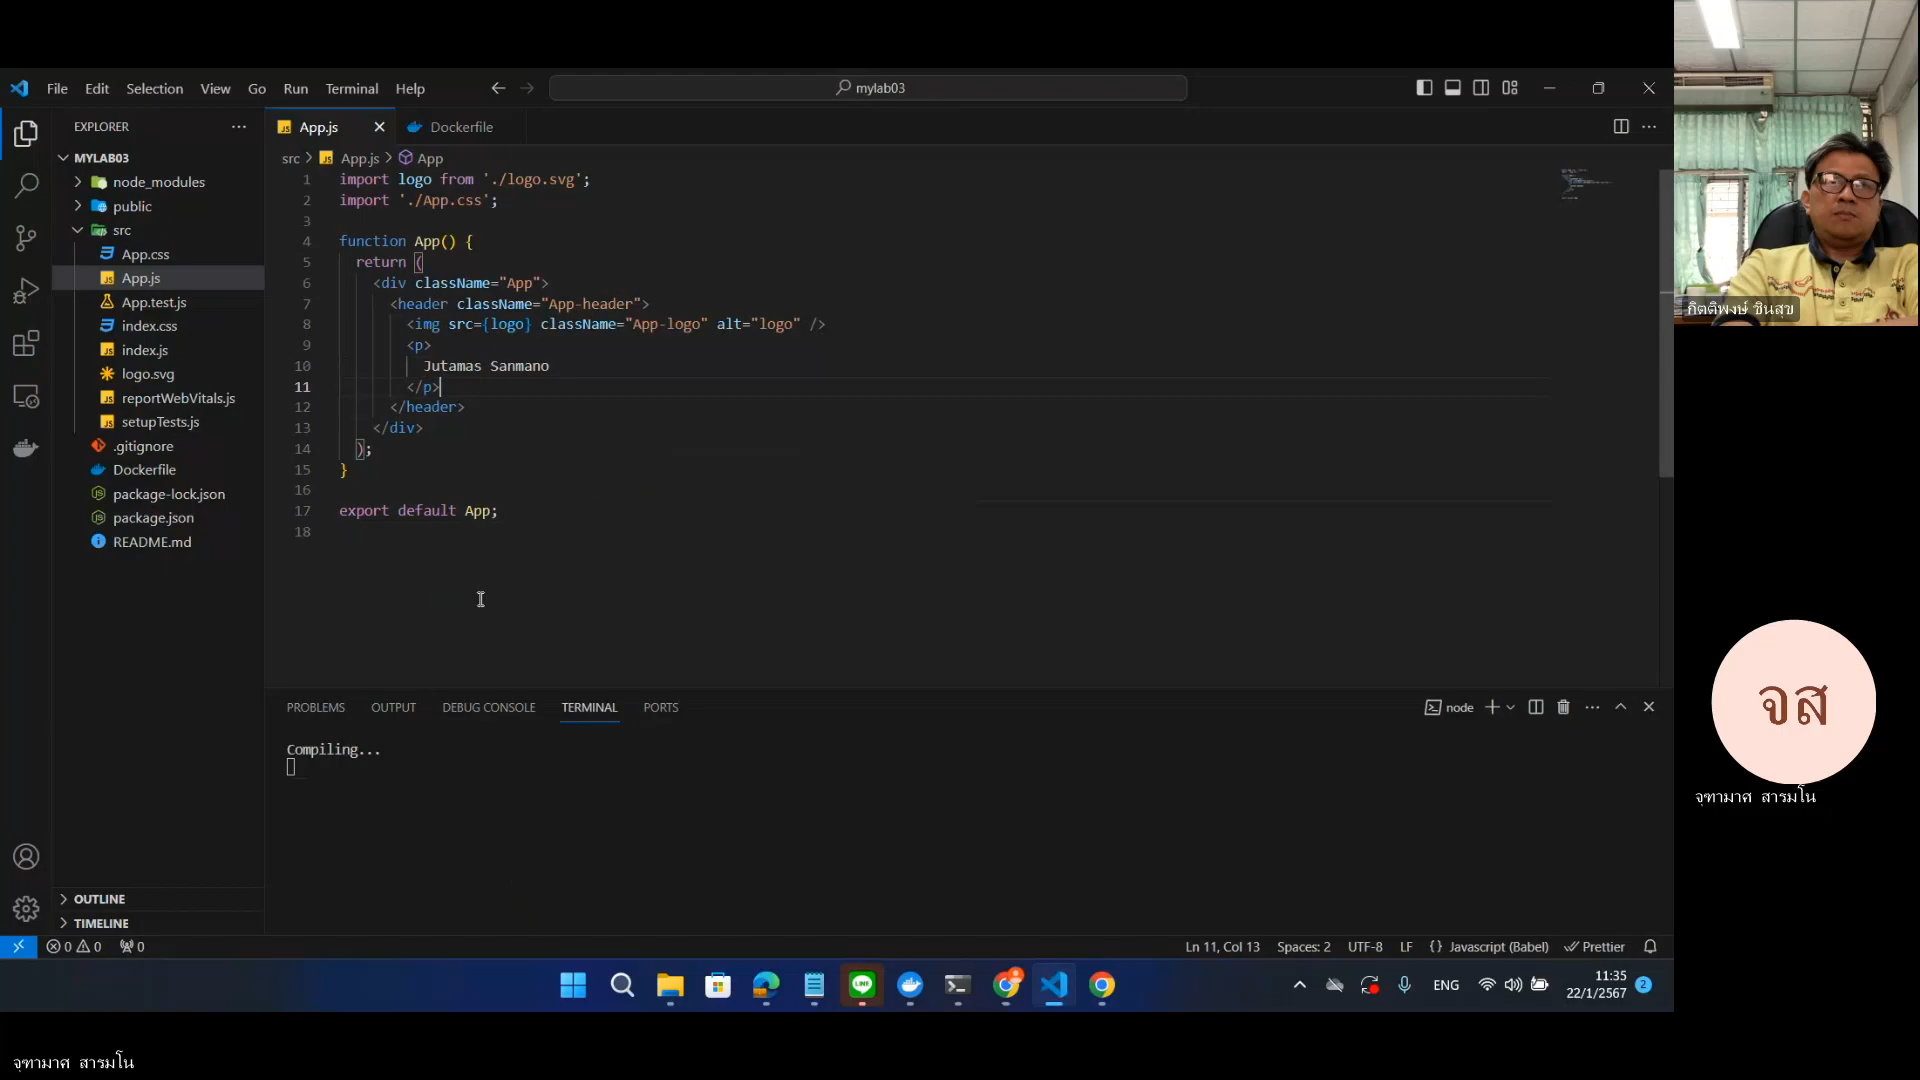 File Edit Selection View Go Run Terminal Help
mylab03
EXPLORER
MYLAB03
node_modules
public
src
App.css
App.js
App.test.js
index.css
index.js
logo.svg
reportWebVitals.js
setupTests.js
.gitignore
Dockerfile
package-lock.json
package.json
README.md
OUTLINE
TIMELINE
App.js Dockerfile
src > App.js > App
1 import logo from './logo.svg';
2 import './App.css';
3
4 function App() {
5 return (
6 <div className="App">
7 <header className="App-header">
8 <img src={logo} className="App-logo" alt="logo" />
9 <p>
10 Jutamas Sanmano
11 </p>
12 </header>
13 </div>
14 );
15 }
16
17 export default App;
18
PROBLEMS OUTPUT DEBUG CONSOLE TERMINAL PORTS
node
Compiling...
0 0 0
Ln 11, Col 13 Spaces: 2 UTF-8 LF {} Javascript (Babel) Prettier
LINE
ENG
11:35
22/1/2567
2
กิตติพงษ์ ชินสุข
จส
จุฑามาศ สารมโน
จุฑามาศ สารมโน